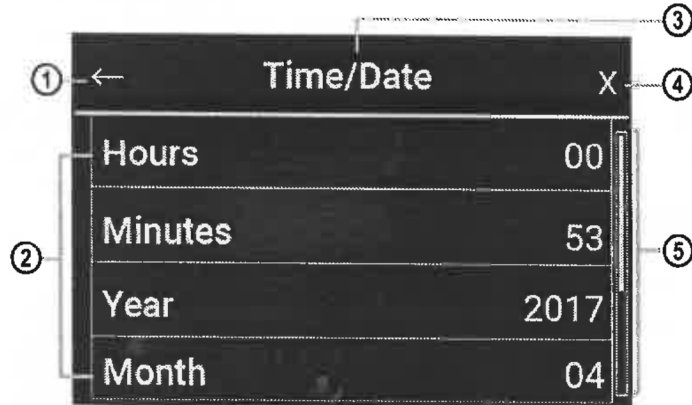 ③
① ← Time/Date X ④
Hours 00
Minutes 53
② ⑤
Year 2017
Month 04